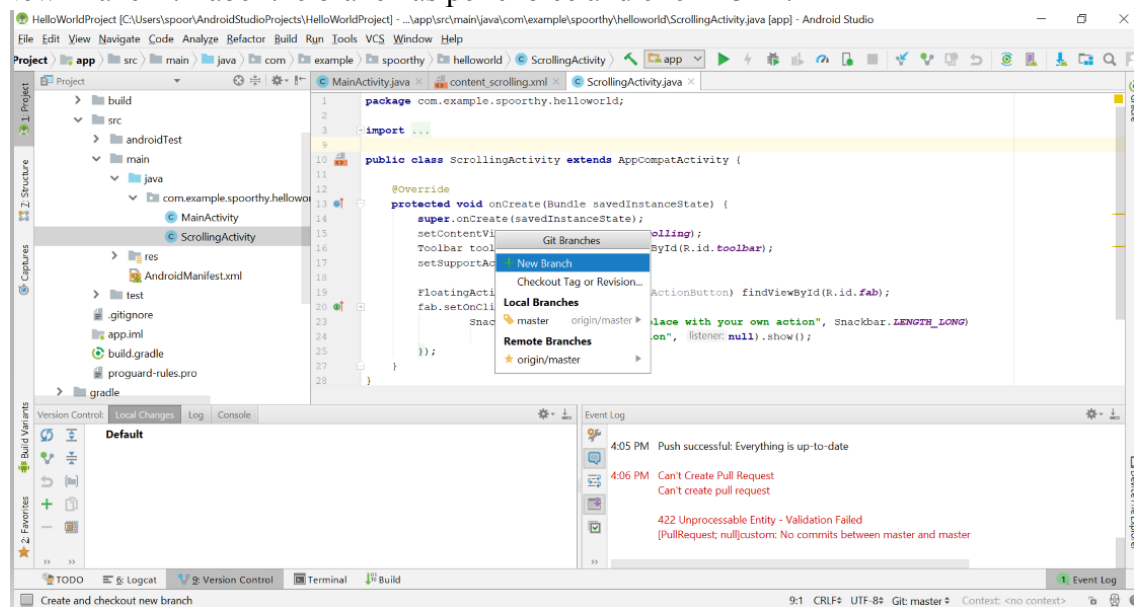 HelloWorldProject [C:\Users\spoor\AndroidStudioProjects\HelloWorldProject] - ...\app\src\main\java\com\example\spoorthy\helloworld\ScrollingActivity.java [app] - Android Studio
File Edit View Navigate Code Analyze Refactor Build Run Tools VCS Window Help
Project app src main java com example spoorthy helloworld ScrollingActivity app
Project
MainActivity.java content_scrolling.xml ScrollingActivity.java
1: Project
Z: Structure
Captures
Build Variants
2: Favorites
build
src
androidTest
main
java
com.example.spoorthy.hellowo
MainActivity
ScrollingActivity
res
AndroidManifest.xml
test
.gitignore
app.iml
build.gradle
proguard-rules.pro
gradle
1 package com.example.spoorthy.helloworld;
2
3 import ...
9
10 public class ScrollingActivity extends AppCompatActivity {
11
12 @Override
13 protected void onCreate(Bundle savedInstanceState) {
14 super.onCreate(savedInstanceState);
15 setContentVi olling);
16 Toolbar tool ById(R.id.toolbar);
17 setSupportAc
18
19 FloatingActi ActionButton) findViewById(R.id.fab);
20 fab.setOnCli
23 Snac lace with your own action", Snackbar.LENGTH_LONG)
24 on", listener: null).show();
25 });
27 }
28 }
Git Branches
New Branch
Checkout Tag or Revision...
Local Branches
master origin/master
Remote Branches
origin/master
Version Control: Local Changes Log Console
Default
Event Log
4:05 PM Push successful: Everything is up-to-date
4:06 PM Can't Create Pull Request
Can't create pull request
422 Unprocessable Entity - Validation Failed
[PullRequest; null]custom: No commits between master and master
TODO 6: Logcat 9: Version Control Terminal Build 1 Event Log
Create and checkout new branch 9:1 CRLF UTF-8 Git: master Context: <no context>